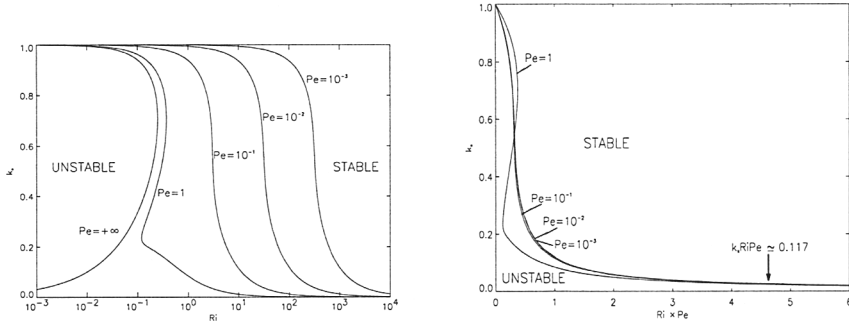 1.0
0.8
0.6
0.4
0.2
0.0
kₓ
UNSTABLE
STABLE
Pe=+∞
Pe=1
Pe=10⁻¹
Pe=10⁻²
Pe=10⁻³
10⁻³
10⁻²
10⁻¹
10⁰
10¹
10²
10³
10⁴
Ri
1.0
0.8
0.6
0.4
0.2
0.0
kₓ
Pe=1
STABLE
Pe=10⁻¹
Pe=10⁻²
Pe=10⁻³
kₓRiPe ≃ 0.117
UNSTABLE
0
1
2
3
4
5
6
Ri × Pe